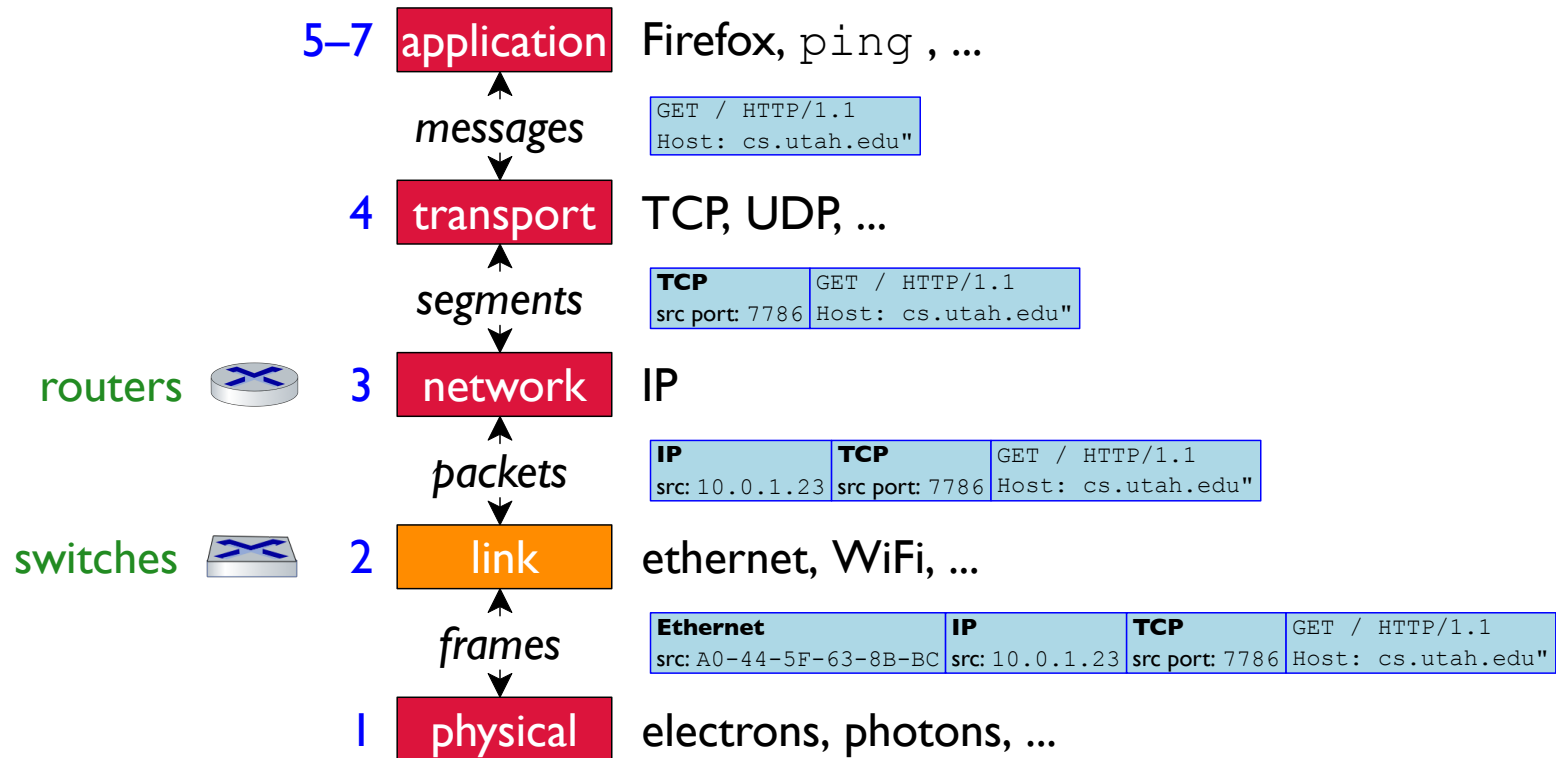 5–7 application Firefox, ping , ...
messages
GET / HTTP/1.1
Host: cs.utah.edu"
4 transport TCP, UDP, ...
segments
TCP GET / HTTP/1.1
src port: 7786 Host: cs.utah.edu"
routers 3 network IP
packets
IP TCP GET / HTTP/1.1
src: 10.0.1.23 src port: 7786 Host: cs.utah.edu"
switches 2 link ethernet, WiFi, ...
frames
Ethernet IP TCP GET / HTTP/1.1
src: A0-44-5F-63-8B-BC src: 10.0.1.23 src port: 7786 Host: cs.utah.edu"
1 physical electrons, photons, ...